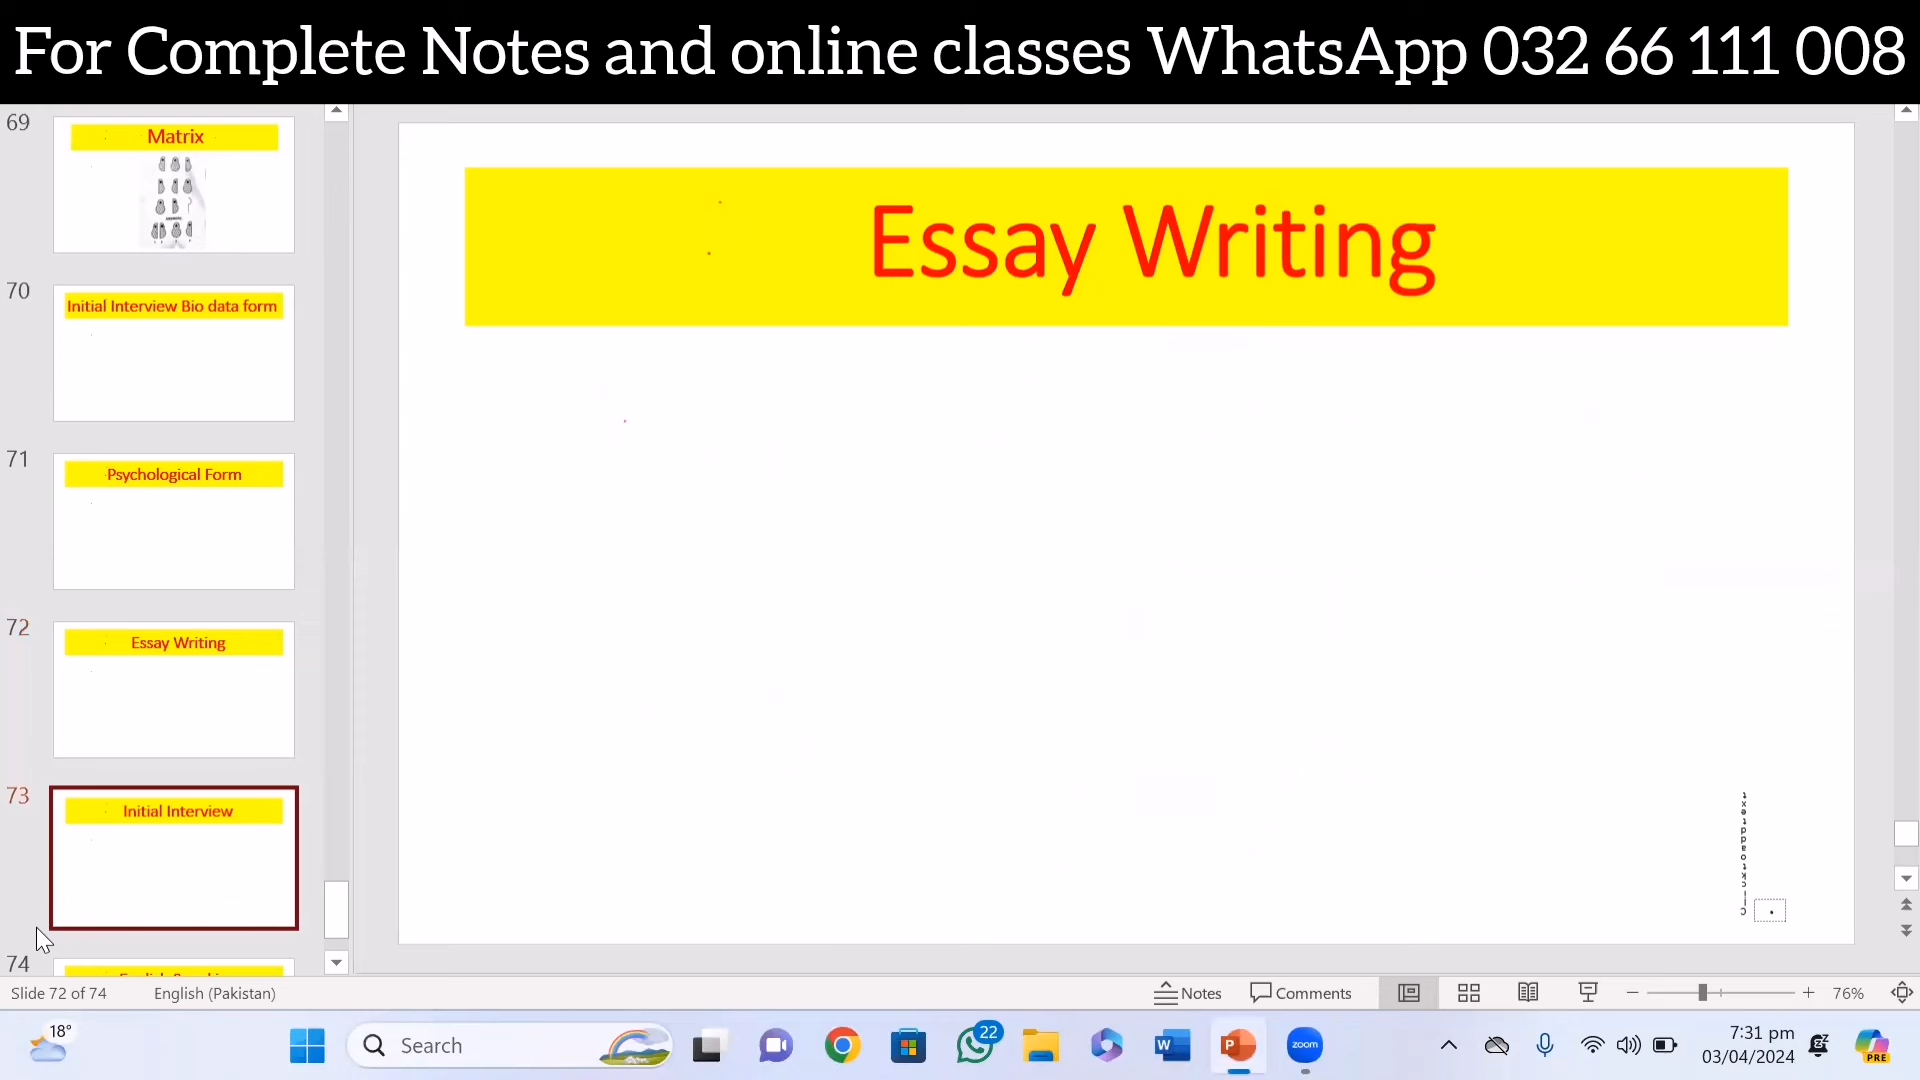 For Complete Notes and online classes WhatsApp 032 66 111 008
69
Matrix
70
Initial Interview Bio data form
71
Psychological Form
72
Essay Writing
73
Initial Interview
74
Essay Writing
Slide 72 of 74
English (Pakistan)
Notes
Comments
76%
18°
Search
22
W
P
zoom
7:31 pm
03/04/2024
PRE